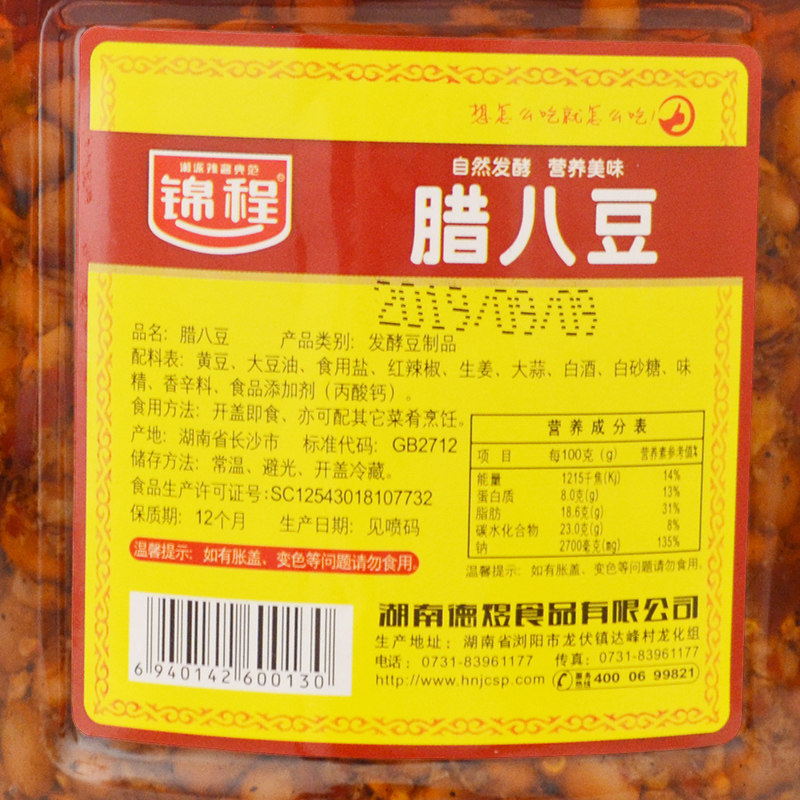 想怎么吃就怎么吃!
湘派辣酱典范
锦程®
自然发酵 营养美味
腊八豆
2019/09/09
品名: 腊八豆 产品类别: 发酵豆制品
配料表: 黄豆、大豆油、食用盐、红辣椒、生姜、大蒜、白酒、白砂糖、味
精、香辛料、食品添加剂（丙酸钙）。
食用方法: 开盖即食、亦可配其它菜肴烹饪。
产地: 湖南省长沙市 标准代码: GB2712
储存方法: 常温、避光、开盖冷藏。
食品生产许可证号:SC12543018107732
保质期: 12个月 生产日期: 见喷码
温馨提示: 如有胀盖、变色等问题请勿食用。
营养成分表
项目 每100克(g) 营养素参考值%
能量 1215千焦(Kj) 14%
蛋白质 8.0克(g) 13%
脂肪 18.6克(g) 31%
碳水化合物 23.0克(g) 8%
钠 2700毫克(mg) 135%
温馨提示: 如有胀盖、变色等问题请勿食用。
6 940142 600130
湖南德煜食品有限公司
生产地址: 湖南省浏阳市龙伏镇达峰村龙化组
电话: 0731-83961177 传真: 0731-83961177
http://www.hnjcsp.com 服务热线 400 06 99821